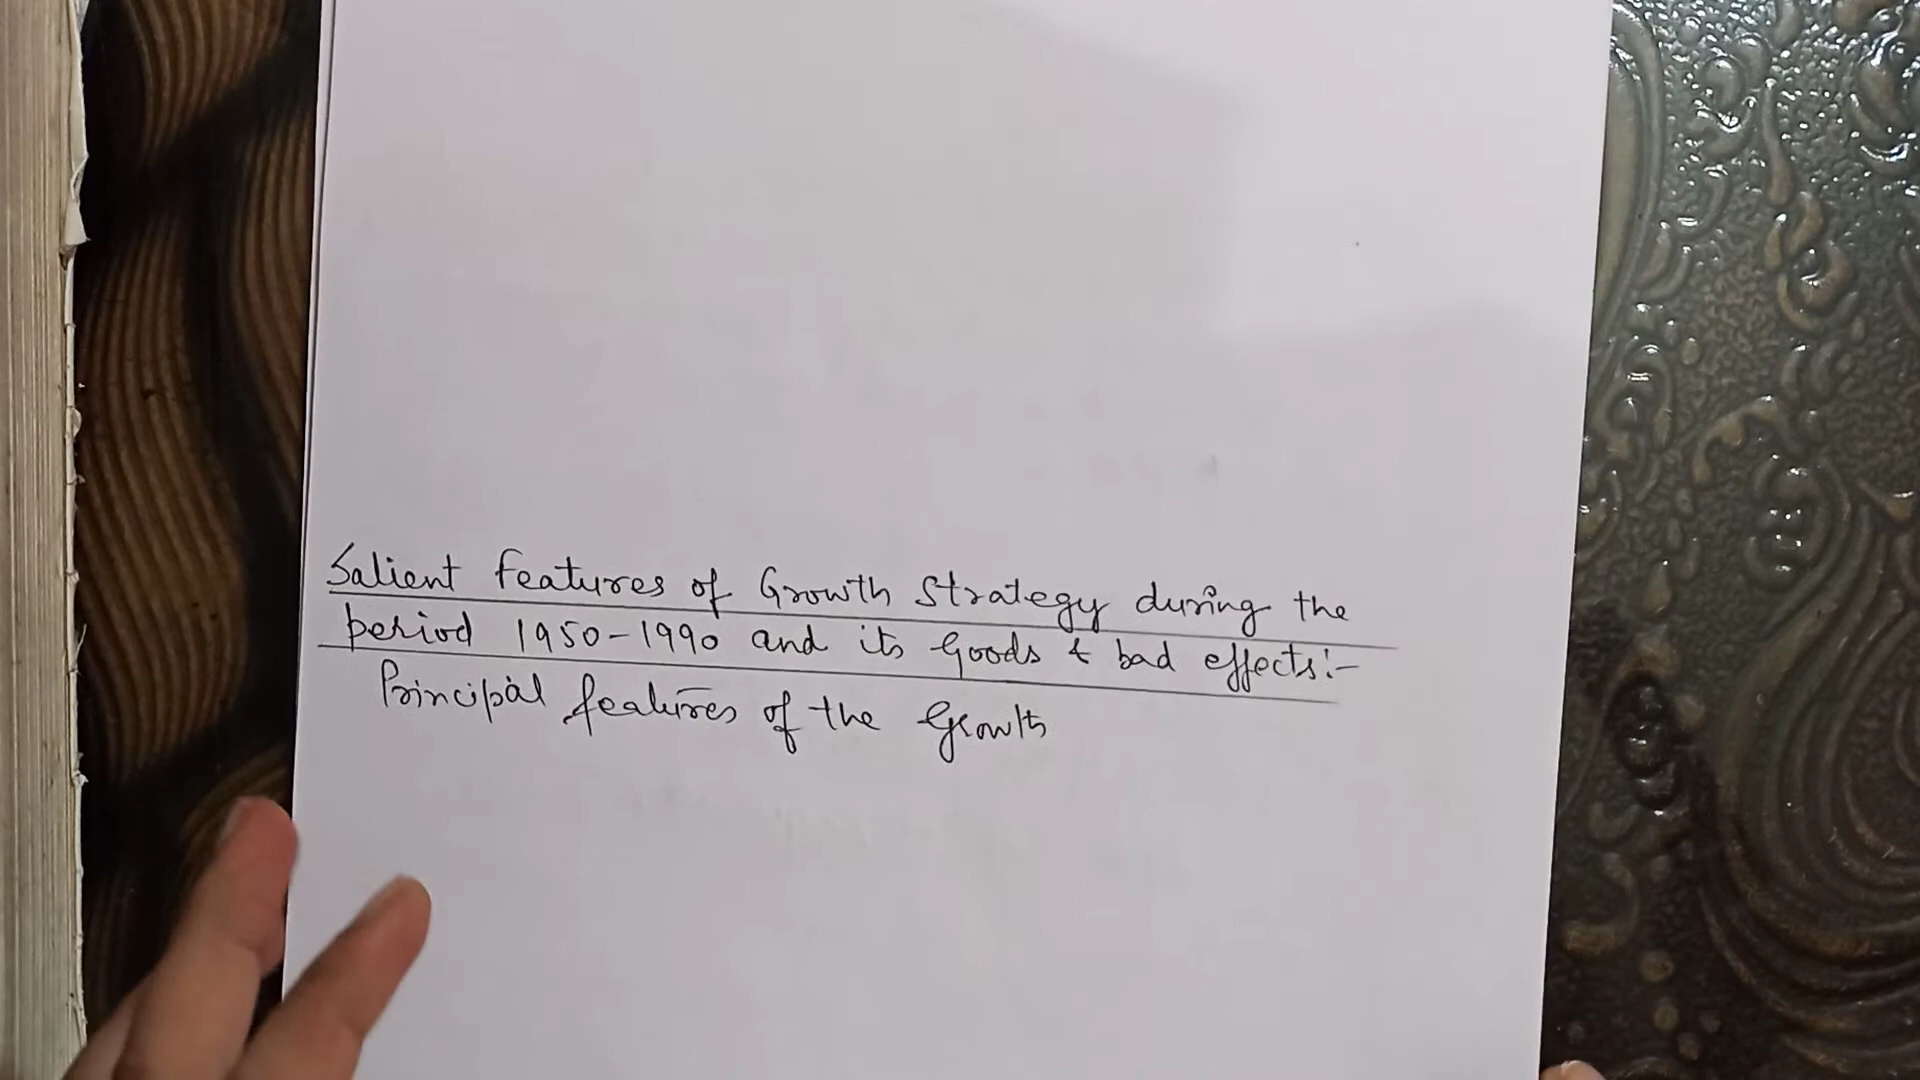 Salient features of Growth Strategy during the
period 1950-1990 and its Goods & bad effects:-
Principal features of the Growth